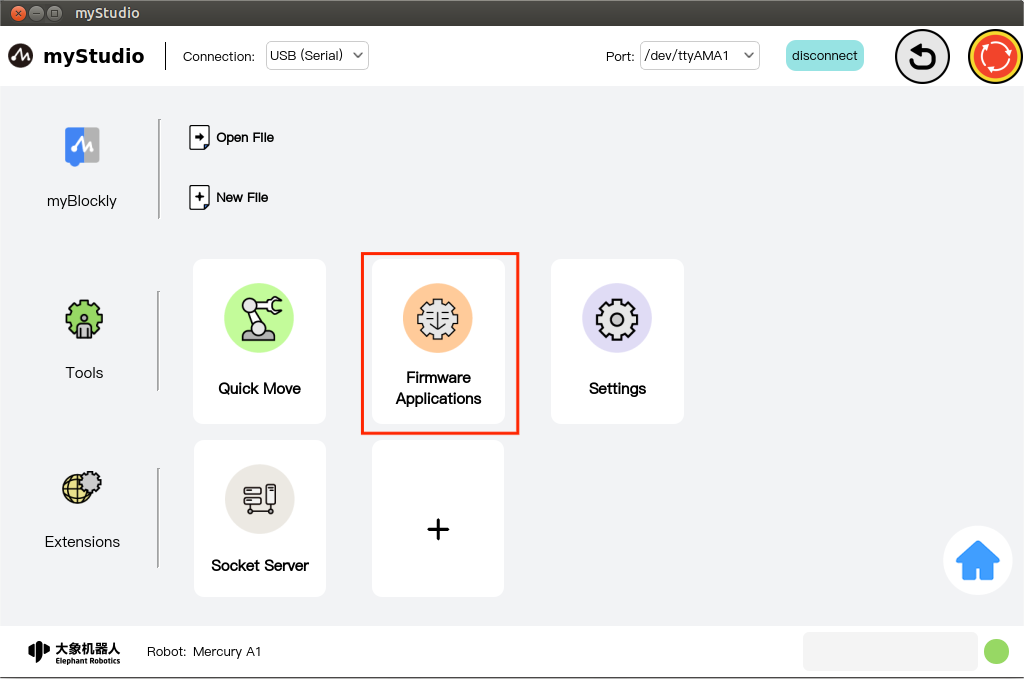 myStudio
myStudio
Connection: USB (Serial)
Port: /dev/ttyAMA1
disconnect
myBlockly
Open File
New File
Tools
Quick Move
Firmware
Applications
Settings
Extensions
Socket Server
大象机器人
Elephant Robotics
Robot: Mercury A1